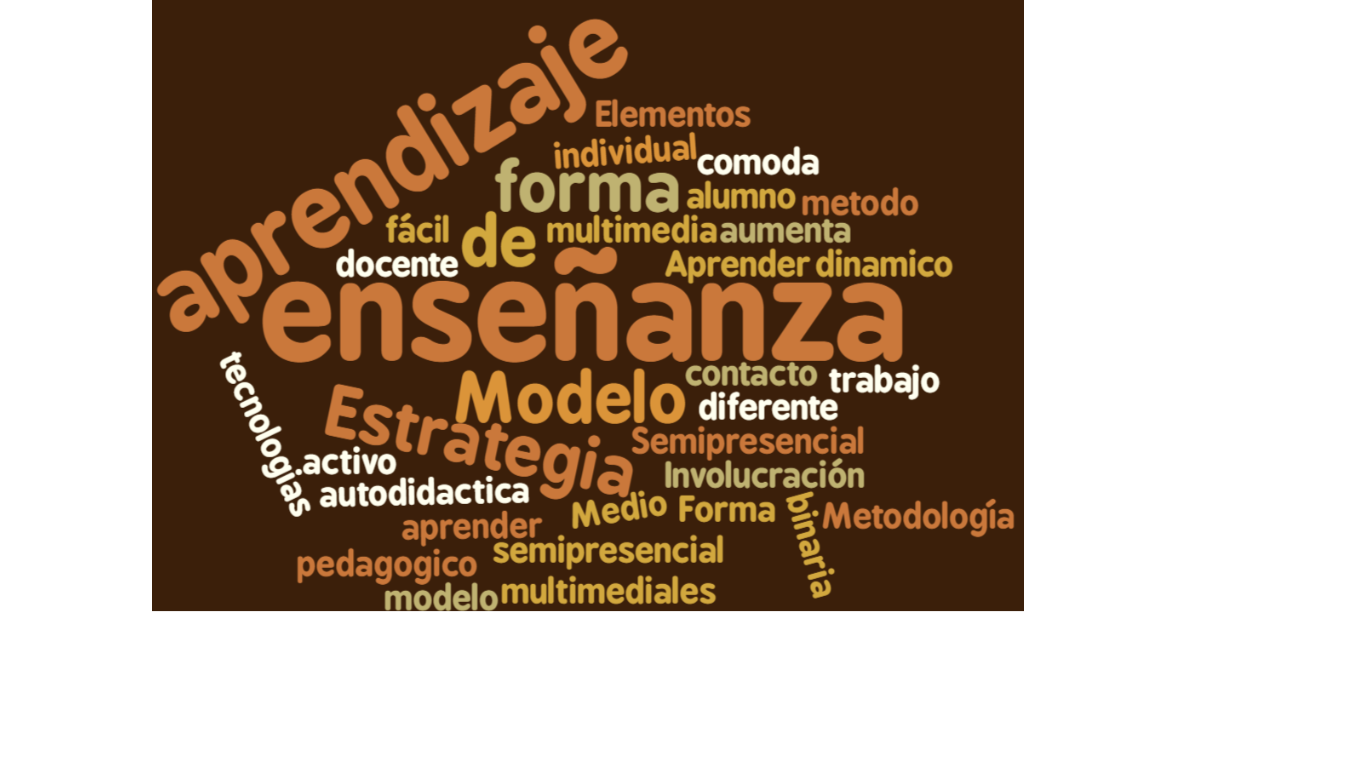 aprendizaje
Elementos
individual
comoda
forma
alumno
metodo
fácil
de
multimedia
aumenta
docente
Aprender dinamico
enseñanza
tecnologías
Modelo
contacto
trabajo
diferente
Estrategia
Semipresencial
.activo
Involucración
autodidactica
Medio
Forma
binaria
Metodología
aprender
semipresencial
pedagogico
modelo
multimediales